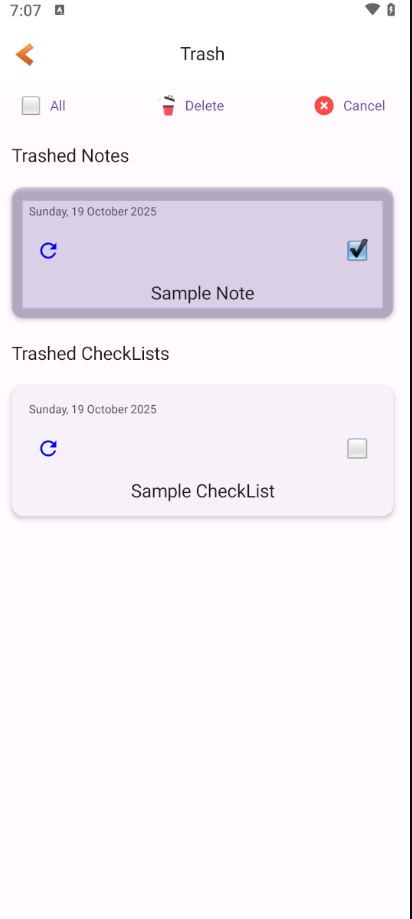 7:07
Trash
All
Delete
Cancel
Trashed Notes
Sunday, 19 October 2025
Sample Note
Trashed CheckLists
Sunday, 19 October 2025
Sample CheckList